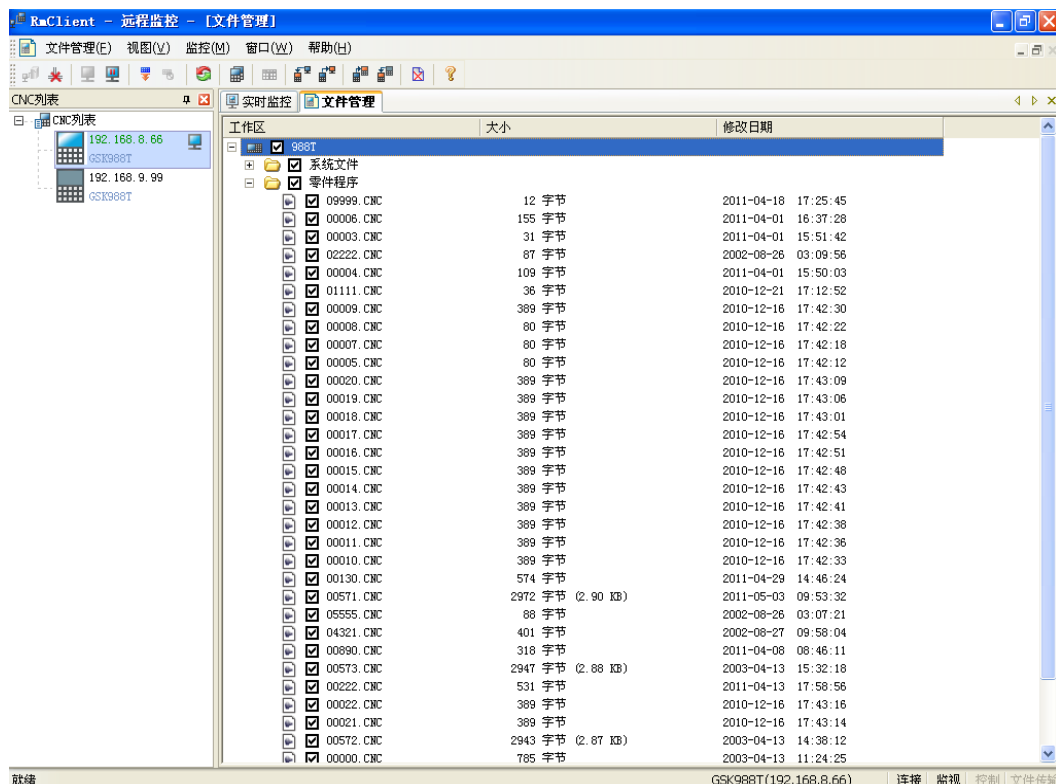 RmClient - 远程监控 - [文件管理]
文件管理(F) 视图(V) 监控(M) 窗口(W) 帮助(H)
CNC列表
实时监控 文件管理
CNC列表
192.168.8.66
GSK988T
192.168.9.99
GSK988T
工作区 大小 修改日期
988T
系统文件
零件程序
O9999.CNC 12 字节 2011-04-18 17:25:45
O0006.CNC 155 字节 2011-04-01 16:37:28
O0003.CNC 31 字节 2011-04-01 15:51:42
O2222.CNC 87 字节 2002-08-26 03:09:56
O0004.CNC 109 字节 2011-04-01 15:50:03
O1111.CNC 36 字节 2010-12-21 17:12:52
O0009.CNC 389 字节 2010-12-16 17:42:30
O0008.CNC 80 字节 2010-12-16 17:42:22
O0007.CNC 80 字节 2010-12-16 17:42:18
O0005.CNC 80 字节 2010-12-16 17:42:12
O0020.CNC 389 字节 2010-12-16 17:43:09
O0019.CNC 389 字节 2010-12-16 17:43:06
O0018.CNC 389 字节 2010-12-16 17:43:01
O0017.CNC 389 字节 2010-12-16 17:42:54
O0016.CNC 389 字节 2010-12-16 17:42:51
O0015.CNC 389 字节 2010-12-16 17:42:48
O0014.CNC 389 字节 2010-12-16 17:42:43
O0013.CNC 389 字节 2010-12-16 17:42:41
O0012.CNC 389 字节 2010-12-16 17:42:38
O0011.CNC 389 字节 2010-12-16 17:42:36
O0010.CNC 389 字节 2010-12-16 17:42:33
O0130.CNC 574 字节 2011-04-29 14:46:24
O0571.CNC 2972 字节 (2.90 KB) 2011-05-03 09:53:32
O5555.CNC 88 字节 2002-08-26 03:07:21
O4321.CNC 401 字节 2002-08-27 09:58:04
O0890.CNC 318 字节 2011-04-08 08:46:11
O0573.CNC 2947 字节 (2.88 KB) 2003-04-13 15:32:18
O0222.CNC 531 字节 2011-04-13 17:58:56
O0022.CNC 389 字节 2010-12-16 17:43:16
O0021.CNC 389 字节 2010-12-16 17:43:14
O0572.CNC 2943 字节 (2.87 KB) 2003-04-13 14:38:12
O0000.CNC 785 字节 2003-04-13 11:24:25
就绪 GSK988T(192.168.8.66) 连接 监视 控制 文件传输